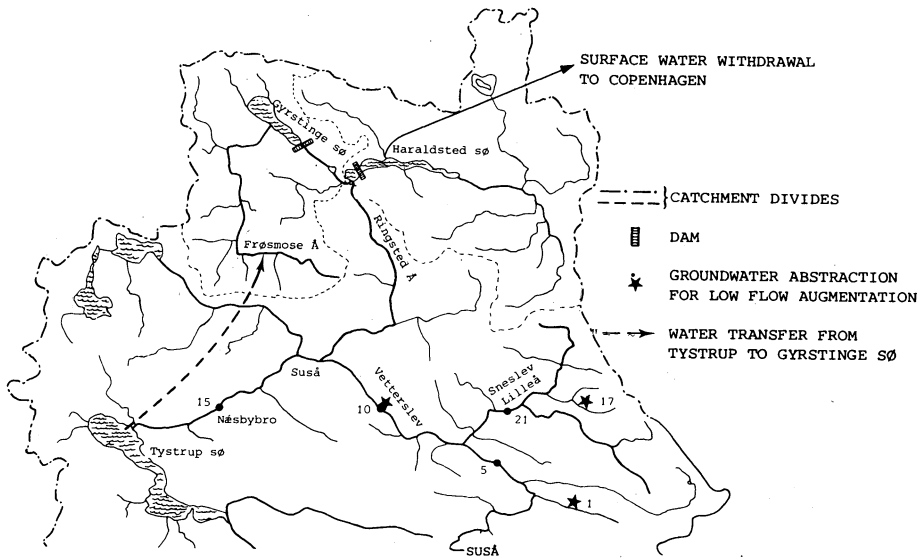 SURFACE WATER WITHDRAWAL
TO COPENHAGEN
Gyrstinge sø
Haraldsted sø
CATCHMENT DIVIDES
DAM
Frøsmose Å
Ringsted Å
GROUNDWATER ABSTRACTION
FOR LOW FLOW AUGMENTATION
WATER TRANSFER FROM
TYSTRUP TO GYRSTINGE SØ
Suså
Vetterslev
Sneslev
Lilleå
15
10
17
21
Næsbybro
Tystrup sø
5
1
SUSÅ